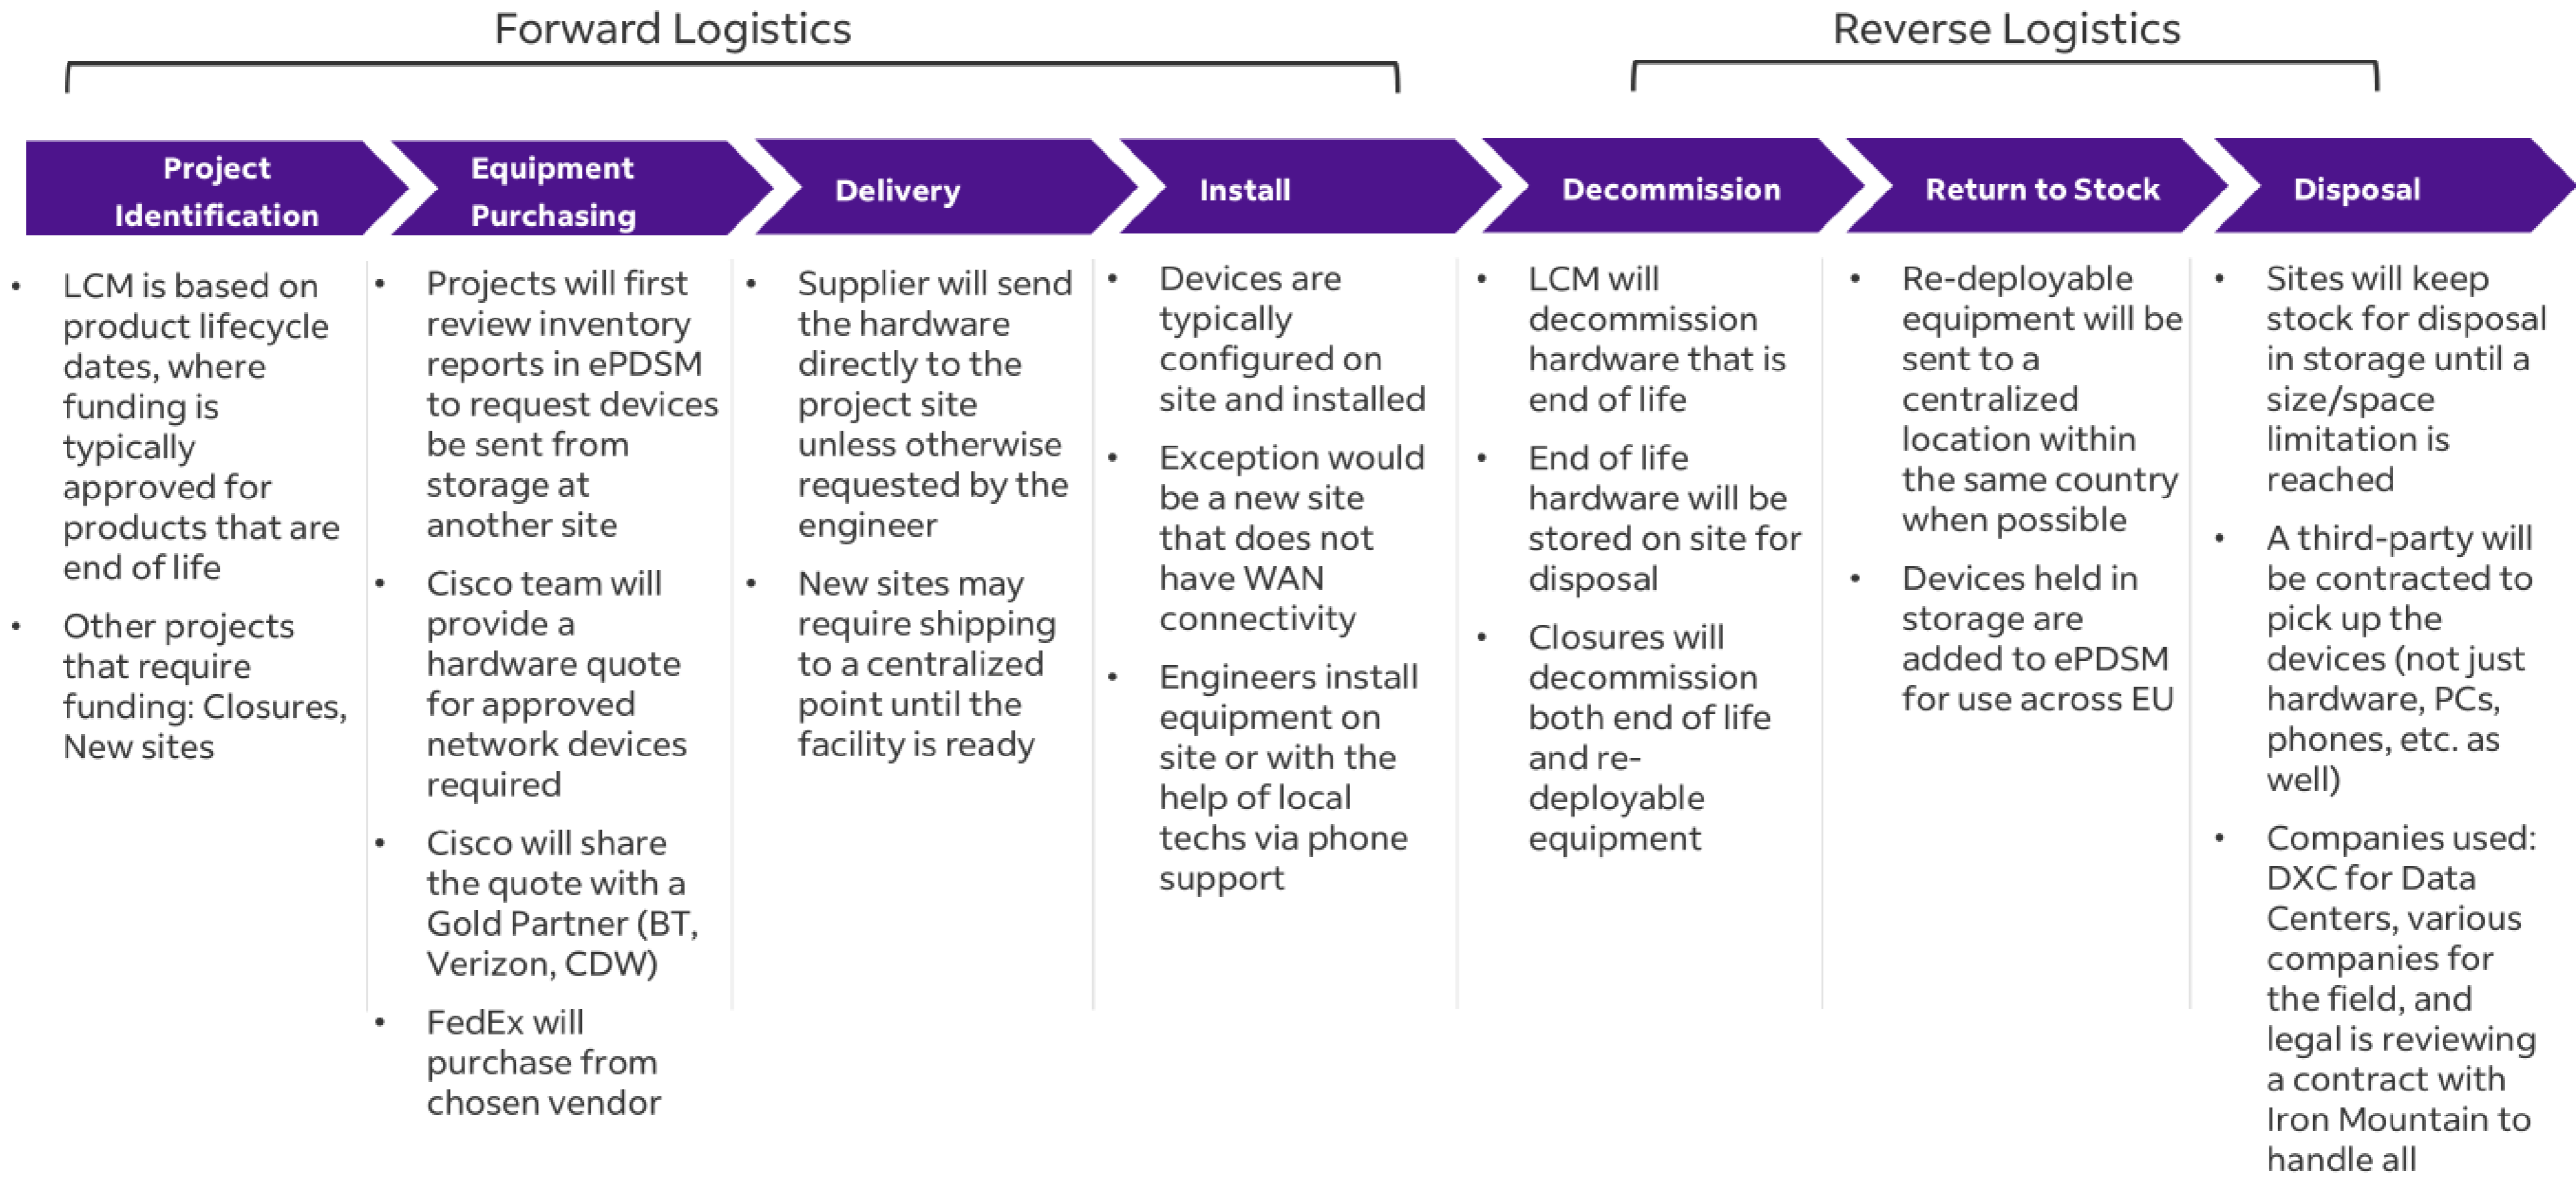 Forward Logistics
Reverse Logistics
Project
Identification
Equipment
Purchasing
Delivery
Install
Decommission
Return to Stock
Disposal
• LCM is based on
product lifecycle
dates, where
funding is
typically
approved for
products that are
end of life
• Other projects
that require
funding: Closures,
New sites
• Projects will first
review inventory
reports in ePDSM
to request devices
be sent from
storage at
another site
• Cisco team will
provide a
hardware quote
for approved
network devices
required
• Cisco will share
the quote with a
Gold Partner (BT,
Verizon, CDW)
• FedEx will
purchase from
chosen vendor
• Supplier will send
the hardware
directly to the
project site
unless otherwise
requested by the
engineer
• New sites may
require shipping
to a centralized
point until the
facility is ready
• Devices are
typically
configured on
site and installed
• Exception would
be a new site
that does not
have WAN
connectivity
• Engineers install
equipment on
site or with the
help of local
techs via phone
support
• LCM will
decommission
hardware that is
end of life
• End of life
hardware will be
stored on site for
disposal
• Closures will
decommission
both end of life
and re-
deployable
equipment
• Re-deployable
equipment will be
sent to a
centralized
location within
the same country
when possible
• Devices held in
storage are
added to ePDSM
for use across EU
• Sites will keep
stock for disposal
in storage until a
size/space
limitation is
reached
• A third-party will
be contracted to
pick up the
devices (not just
hardware, PCs,
phones, etc. as
well)
• Companies used:
DXC for Data
Centers, various
companies for
the field, and
legal is reviewing
a contract with
Iron Mountain to
handle all